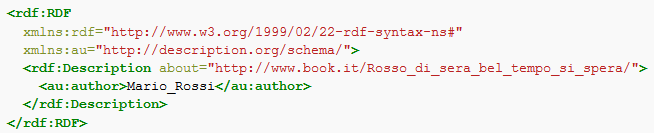 <rdf:RDF
xmlns:rdf="http://www.w3.org/1999/02/22-rdf-syntax-ns#"
xmlns:au="http://description.org/schema/">
<rdf:Description about="http://www.book.it/Rosso_di_sera_bel_tempo_si_spera/">
<au:author>Mario_Rossi</au:author>
</rdf:Description>
</rdf:RDF>